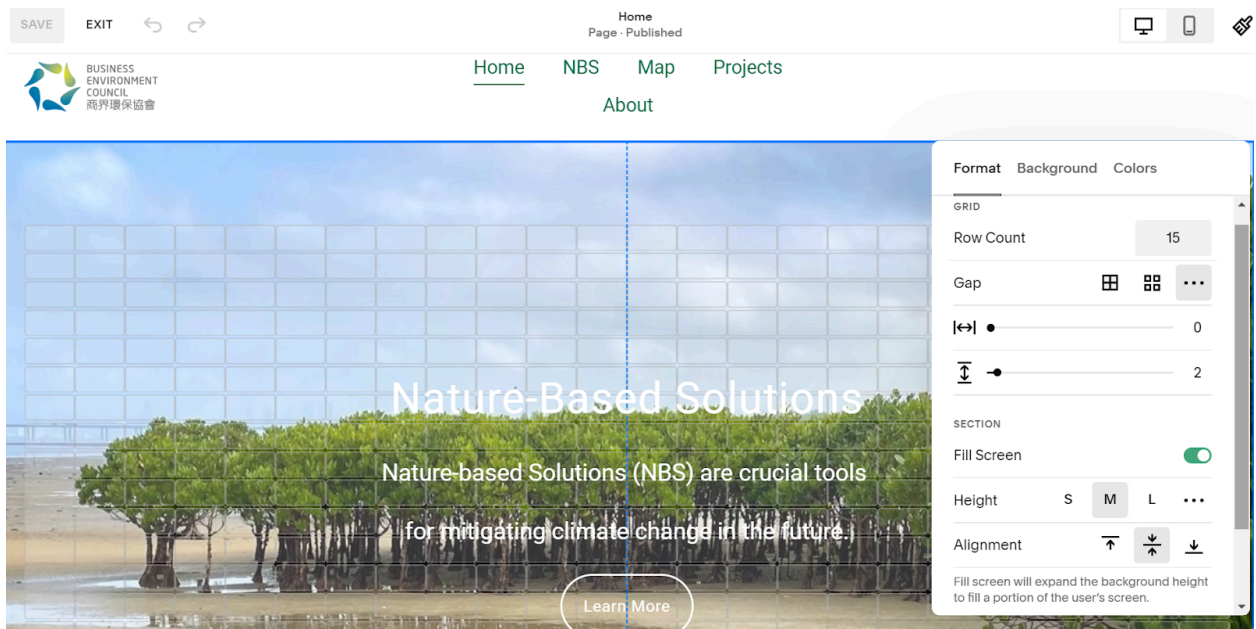 SAVE EXIT
Home
Page · Published
BUSINESS
ENVIRONMENT
COUNCIL
商界環保協會
Home NBS Map Projects
About
Format Background Colors
GRID
Row Count 15
Gap
0
2
SECTION
Fill Screen
Height S M L
Alignment
Fill screen will expand the background height
to fill a portion of the user's screen.
Nature-Based Solutions
Nature-based Solutions (NBS) are crucial tools
for mitigating climate change in the future.
Learn More